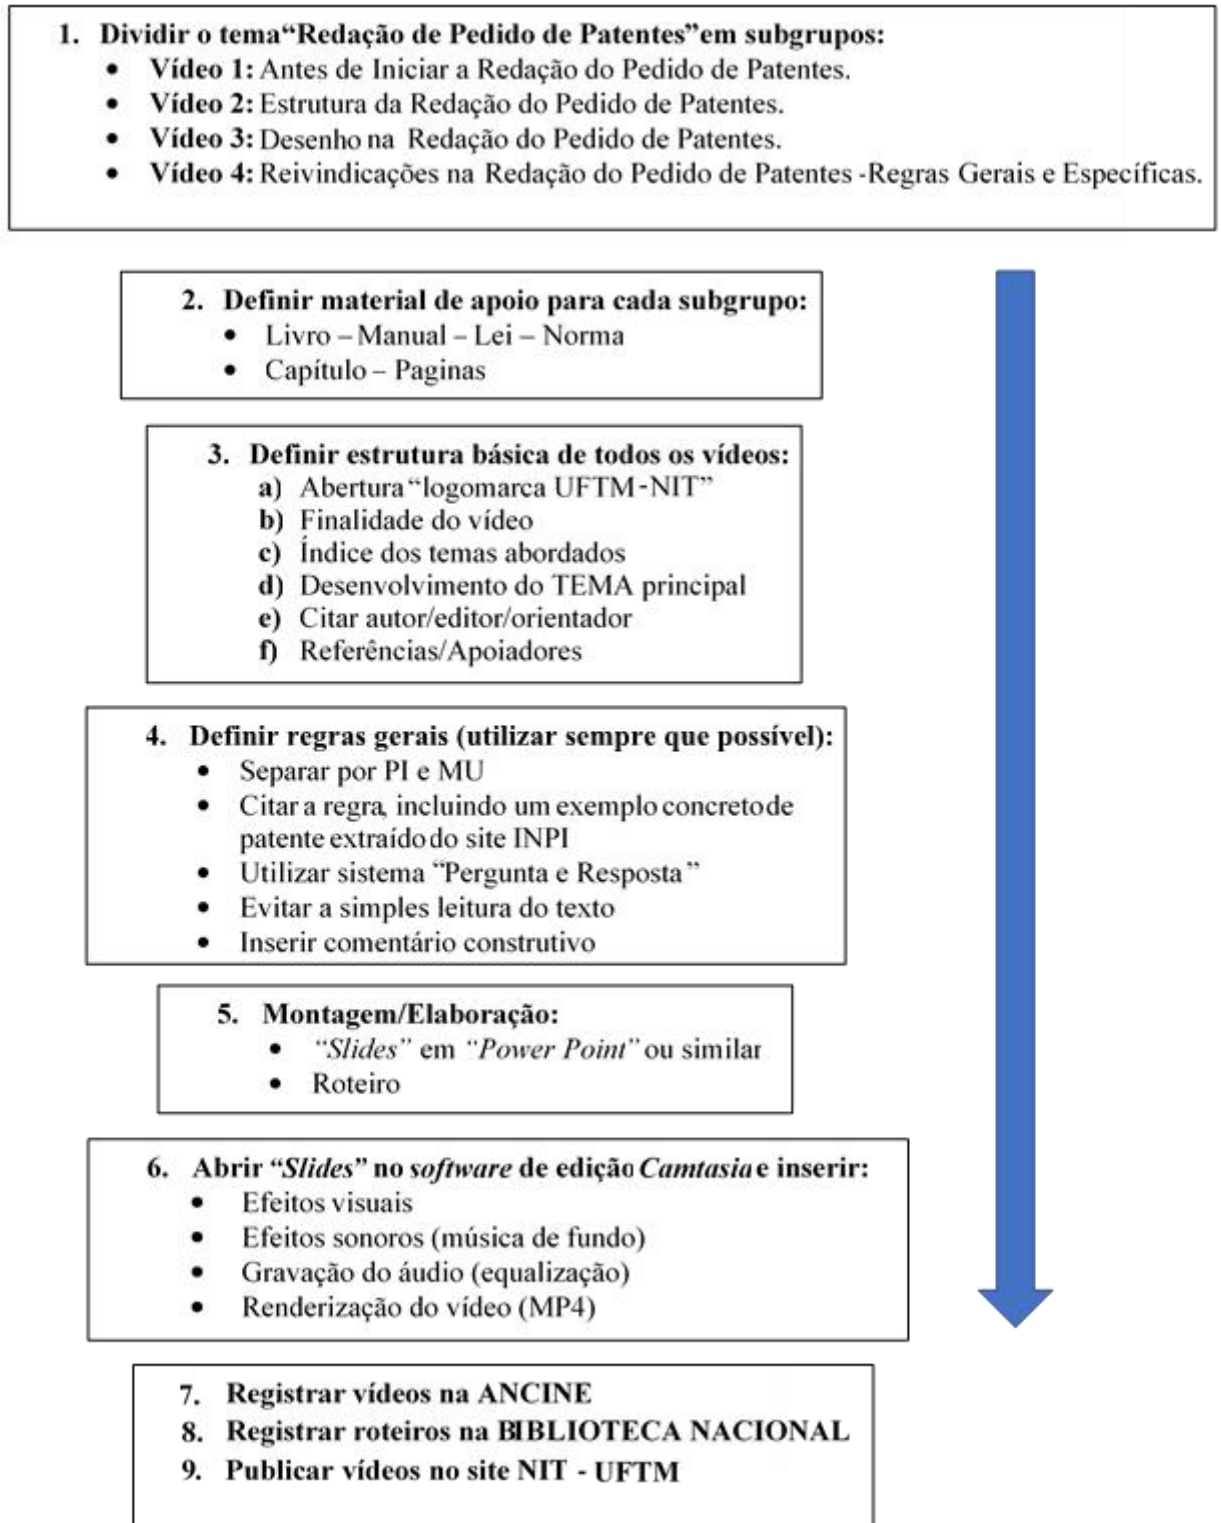 1. Dividir o tema“Redação de Pedido de Patentes”em subgrupos:
• Vídeo 1: Antes de Iniciar a Redação do Pedido de Patentes.
• Vídeo 2: Estrutura da Redação do Pedido de Patentes.
• Vídeo 3: Desenho na Redação do Pedido de Patentes.
• Vídeo 4: Reivindicações na Redação do Pedido de Patentes -Regras Gerais e Específicas.
2. Definir material de apoio para cada subgrupo:
• Livro – Manual – Lei – Norma
• Capítulo – Paginas
3. Definir estrutura básica de todos os vídeos:
a) Abertura “logomarca UFTM-NIT”
b) Finalidade do vídeo
c) Índice dos temas abordados
d) Desenvolvimento do TEMA principal
e) Citar autor/editor/orientador
f) Referências/Apoiadores
4. Definir regras gerais (utilizar sempre que possível):
• Separar por PI e MU
• Citar a regra, incluindo um exemplo concreto de
patente extraído do site INPI
• Utilizar sistema “Pergunta e Resposta”
• Evitar a simples leitura do texto
• Inserir comentário construtivo
5. Montagem/Elaboração:
• “Slides” em “Power Point” ou similar
• Roteiro
6. Abrir “Slides” no software de edição Camtasia e inserir:
• Efeitos visuais
• Efeitos sonoros (música de fundo)
• Gravação do áudio (equalização)
• Renderização do vídeo (MP4)
7. Registrar vídeos na ANCINE
8. Registrar roteiros na BIBLIOTECA NACIONAL
9. Publicar vídeos no site NIT - UFTM